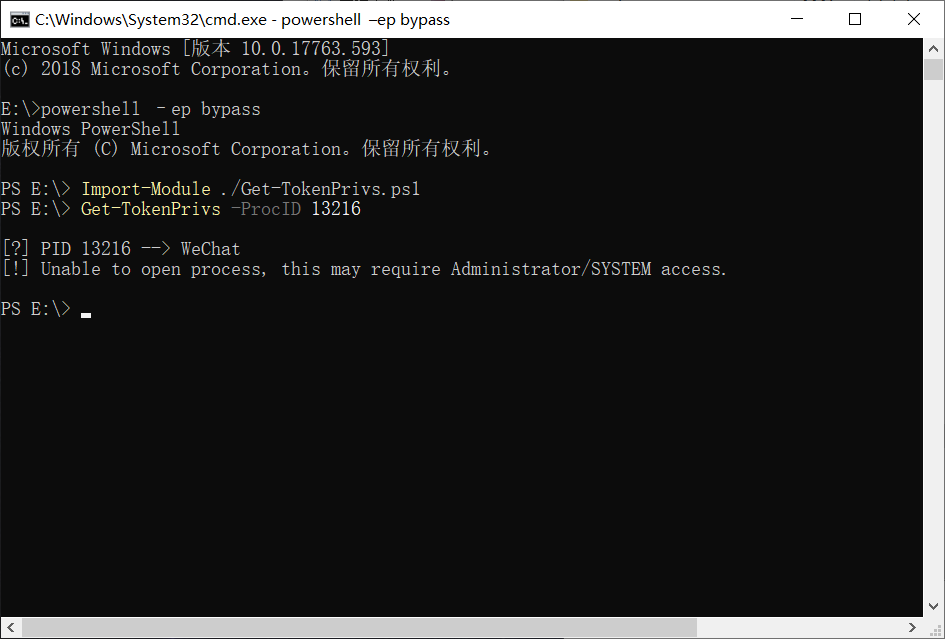 C:\Windows\System32\cmd.exe - powershell –ep bypass
Microsoft Windows [版本 10.0.17763.593]
(c) 2018 Microsoft Corporation。保留所有权利。
E:\>powershell –ep bypass
Windows PowerShell
版权所有 (C) Microsoft Corporation。保留所有权利。
PS E:\> Import-Module ./Get-TokenPrivs.ps1
PS E:\> Get-TokenPrivs -ProcID 13216
[?] PID 13216 --> WeChat
[!] Unable to open process, this may require Administrator/SYSTEM access.
PS E:\>